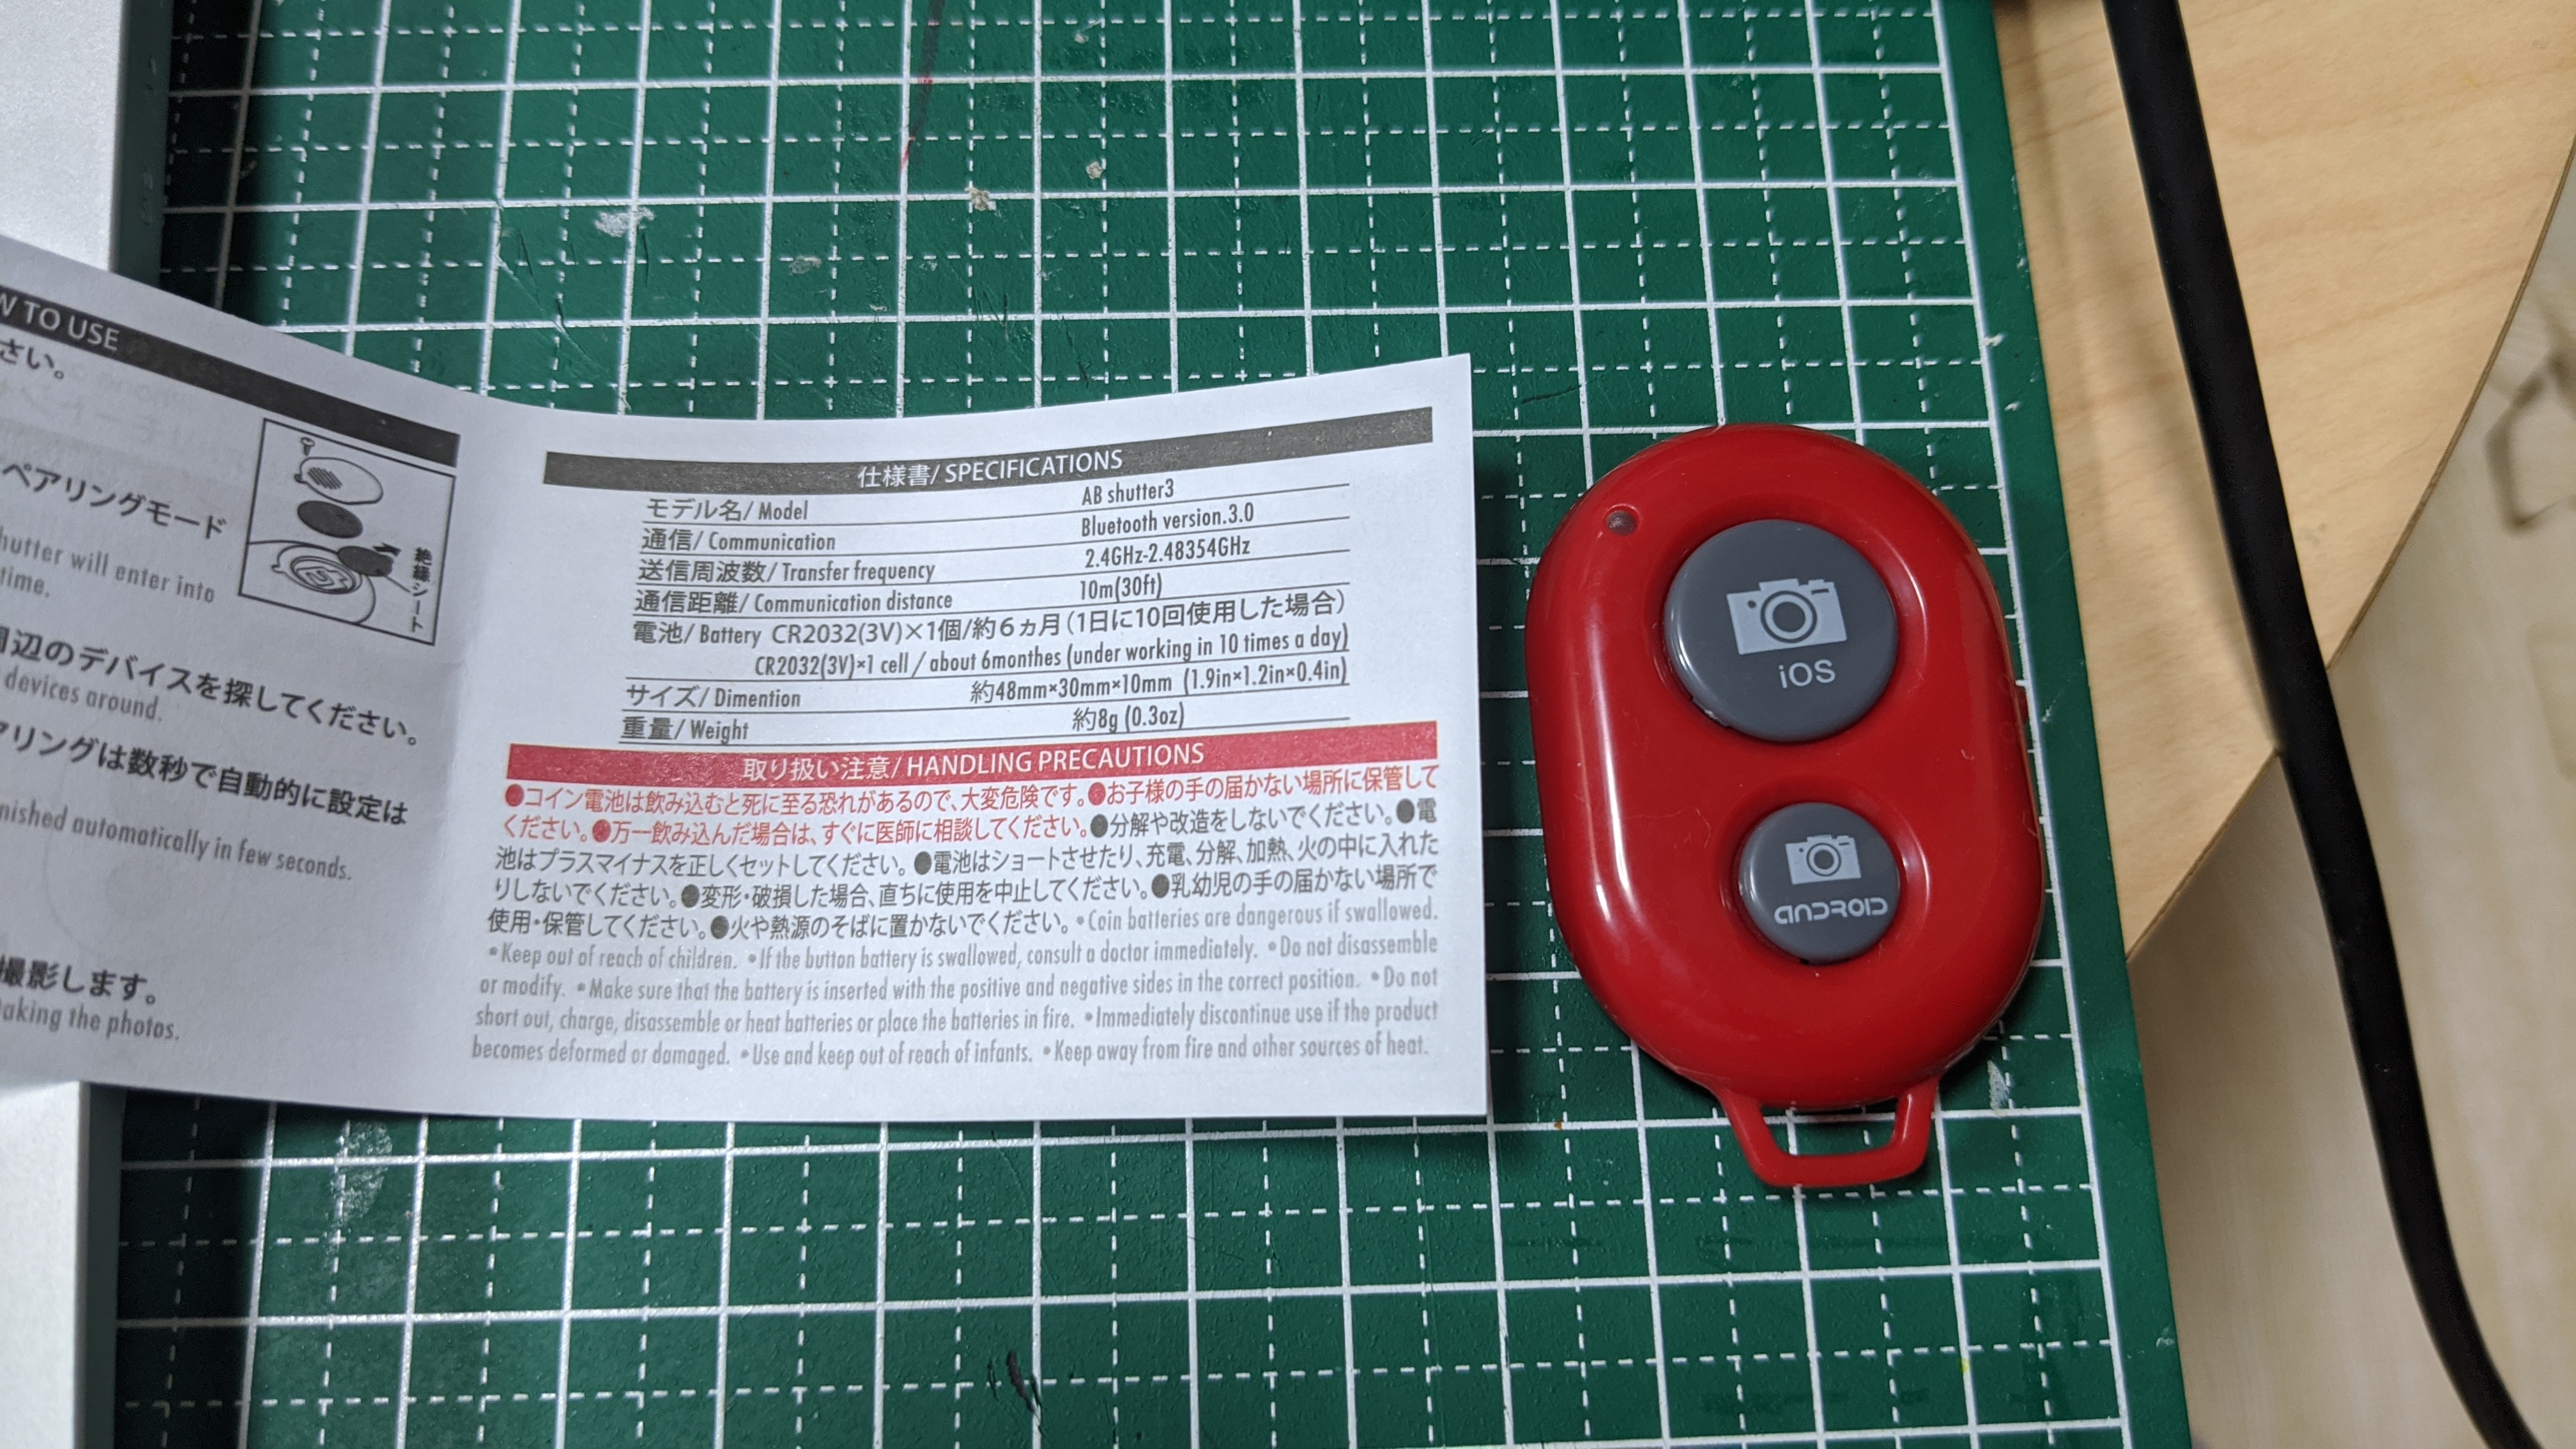 W TO USE
さい。
ペアリングモード
hutter will enter into
time.
絶縁シート
周辺のデバイスを探してください。
devices around.
アリングは数秒で自動的に設定は
nished automatically in few seconds.
撮影します。
aking the photos.
仕様書/ SPECIFICATIONS
モデル名/ Model AB shutter3
通信/ Communication Bluetooth version.3.0
送信周波数/ Transfer frequency 2.4GHz-2.48354GHz
通信距離/ Communication distance 10m(30ft)
電池/ Battery CR2032(3V)×1個/約6ヵ月(1日に10回使用した場合)
CR2032(3V)×1 cell / about 6monthes (under working in 10 times a day)
サイズ/ Dimention 約48mm×30mm×10mm (1.9in×1.2in×0.4in)
重量/ Weight 約8g (0.3oz)
取り扱い注意/ HANDLING PRECAUTIONS
●コイン電池は飲み込むと死に至る恐れがあるので、大変危険です。●お子様の手の届かない場所に保管して
ください。●万一飲み込んだ場合は、すぐに医師に相談してください。●分解や改造をしないでください。●電
池はプラスマイナスを正しくセットしてください。●電池はショートさせたり、充電、分解、加熱、火の中に入れた
りしないでください。●変形・破損した場合、直ちに使用を中止してください。●乳幼児の手の届かない場所で
使用・保管してください。●火や熱源のそばに置かないでください。•Coin batteries are dangerous if swallowed.
•Keep out of reach of children. •If the button battery is swallowed, consult a doctor immediately. •Do not disassemble
or modify. •Make sure that the battery is inserted with the positive and negative sides in the correct position. •Do not
short out, charge, disassemble or heat batteries or place the batteries in fire. •Immediately discontinue use if the product
becomes deformed or damaged. •Use and keep out of reach of infants. •Keep away from fire and other sources of heat.
iOS
ANDROID